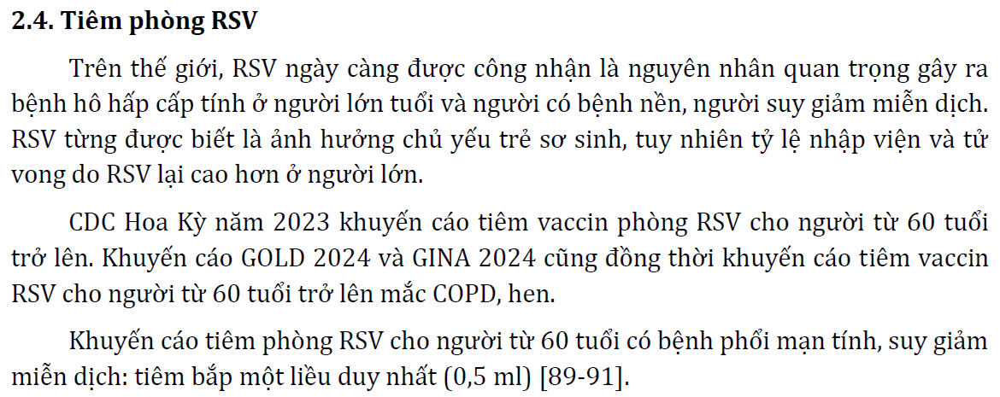 2.4. Tiêm phòng RSV
Trên thế giới, RSV ngày càng được công nhận là nguyên nhân quan trọng gây ra
bệnh hô hấp cấp tính ở người lớn tuổi và người có bệnh nền, người suy giảm miễn dịch.
RSV từng được biết là ảnh hưởng chủ yếu trẻ sơ sinh, tuy nhiên tỷ lệ nhập viện và tử
vong do RSV lại cao hơn ở người lớn.
CDC Hoa Kỳ năm 2023 khuyến cáo tiêm vaccin phòng RSV cho người từ 60 tuổi
trở lên. Khuyến cáo GOLD 2024 và GINA 2024 cũng đồng thời khuyến cáo tiêm vaccin
RSV cho người từ 60 tuổi trở lên mắc COPD, hen.
Khuyến cáo tiêm phòng RSV cho người từ 60 tuổi có bệnh phổi mạn tính, suy giảm
miễn dịch: tiêm bắp một liều duy nhất (0,5 ml) [89-91].